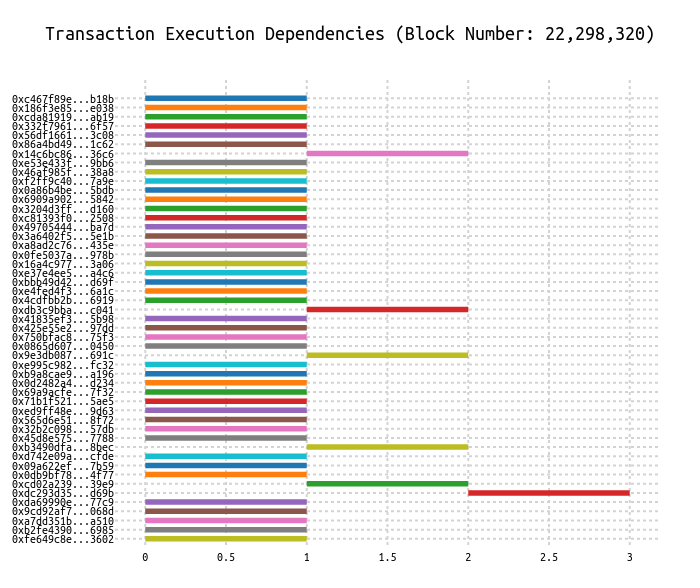 Transaction Execution Dependencies (Block Number: 22,298,320)
0xc467f89e...b18b
0x186f3e85...e038
0xcda81919...ab19
0x332f7961...6f57
0x56df1661...3c08
0x86a4bd49...1c62
0x14c6bc86...36c6
0xe53e433f...9bb6
0x46af985f...38a8
0xf2ff9c40...7a9e
0x0a86b4be...5bdb
0x6909a902...5842
0x3204d3ff...d160
0xc81393f0...2508
0x49705444...ba7d
0x3a6402f5...5e1b
0xa8ad2c76...435e
0x0fe5037a...978b
0x16a4c977...3a06
0xe37e4ee5...a4c6
0xbbb49d42...d69f
0xe4fed4f3...6a1c
0x4cdfbb2b...6919
0xdb3c9bba...c041
0x41835ef3...5b98
0x425e55e2...97dd
0x750bfac8...75f3
0x0865d607...0450
0x9e3db087...691c
0xe995c982...fc32
0xb9a8cae9...a196
0x0d2482a4...d234
0x69a9acfe...7f32
0x71b1f521...5ae5
0xed9ff48e...9d63
0x565d6e51...8f72
0x32b2c098...57db
0x45d8e575...7788
0xb3490dfa...8bec
0xd742e09a...cfde
0x09a622ef...7b59
0x0db9bf78...4f77
0xcd02a239...39e9
0xdc293d35...d69b
0xda69990e...77c9
0x9cd92af7...068d
0xa7dd351b...a510
0xb2fe4390...6985
0xfe649c8e...3602
0 0.5 1 1.5 2 2.5 3